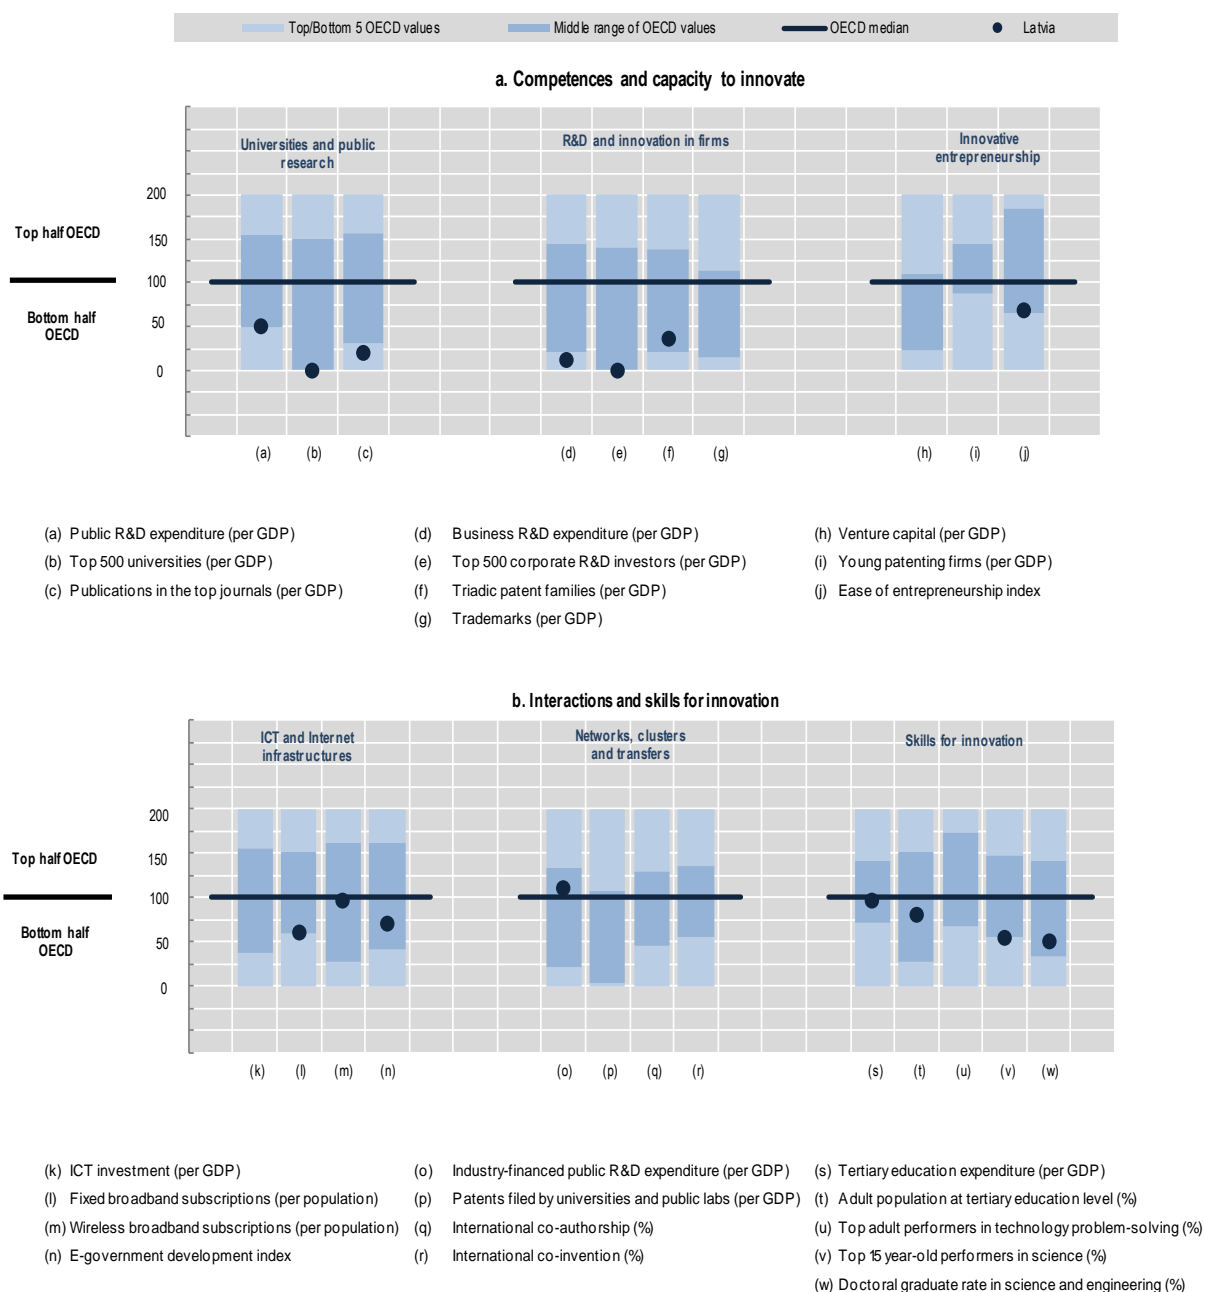 Top/Bottom 5 OECD values Middle range of OECD values OECD median Latvia
a. Competences and capacity to innovate
Universities and public
research
R&D and innovation in firms
Innovative
entrepreneurship
200
Top half OECD
150
100
Bottom half
OECD
50
0
(a) (b) (c) (d) (e) (f) (g) (h) (i) (j)
(a) Public R&D expenditure (per GDP)
(b) Top 500 universities (per GDP)
(c) Publications in the top journals (per GDP)
(d) Business R&D expenditure (per GDP)
(e) Top 500 corporate R&D investors (per GDP)
(f) Triadic patent families (per GDP)
(g) Trademarks (per GDP)
(h) Venture capital (per GDP)
(i) Young patenting firms (per GDP)
(j) Ease of entrepreneurship index
b. Interactions and skills for innovation
ICT and Internet
infrastructures
Networks, clusters
and transfers
Skills for innovation
200
Top half OECD
150
100
Bottom half
OECD
50
0
(k) (l) (m) (n) (o) (p) (q) (r) (s) (t) (u) (v) (w)
(k) ICT investment (per GDP)
(l) Fixed broadband subscriptions (per population)
(m) Wireless broadband subscriptions (per population)
(n) E-government development index
(o) Industry-financed public R&D expenditure (per GDP)
(p) Patents filed by universities and public labs (per GDP)
(q) International co-authorship (%)
(r) International co-invention (%)
(s) Tertiary education expenditure (per GDP)
(t) Adult population at tertiary education level (%)
(u) Top adult performers in technology problem-solving (%)
(v) Top 15 year-old performers in science (%)
(w) Doctoral graduate rate in science and engineering (%)